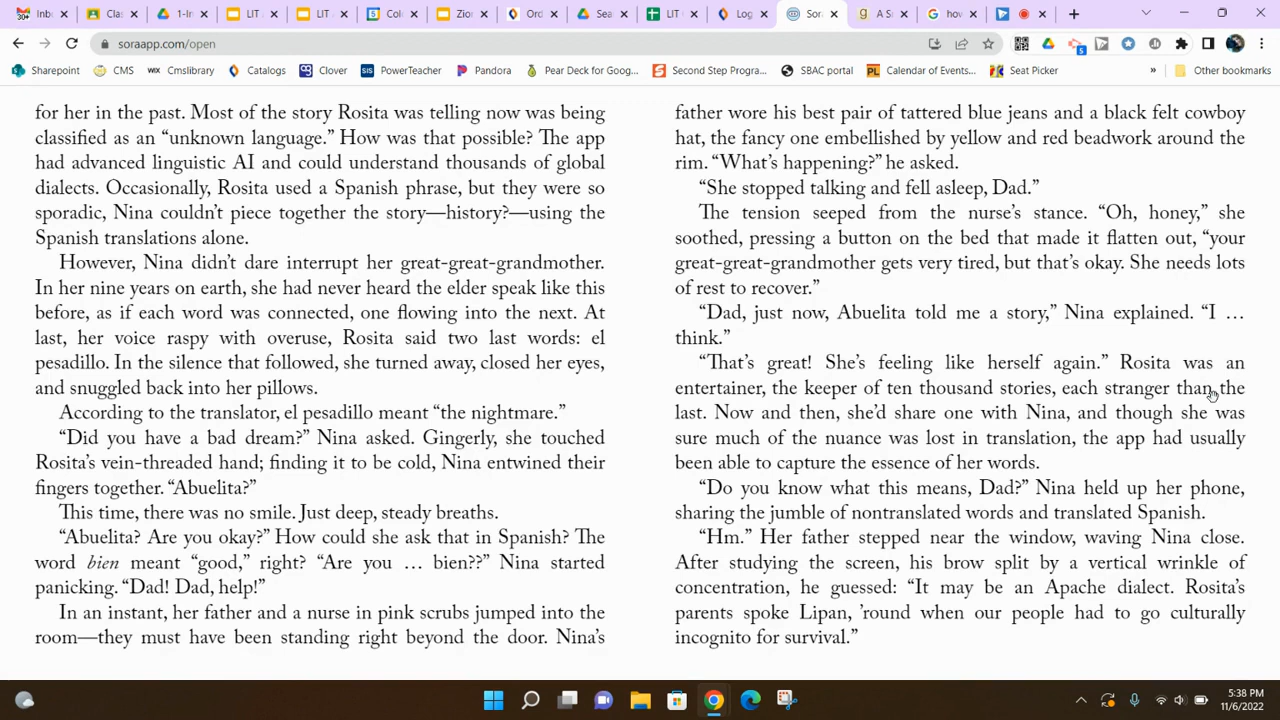 Inb
Clas
1-In
LIT
LIT
Cole
Zion
Ord
Sea
LIT
Log
Sora
A S
how
soraapp.com/open
5
Sharepoint
CMS
WIX Cmslibrary
Catalogs
Clover
SIS PowerTeacher
Pandora
Pear Deck for Goog...
Second Step Progra...
SBAC portal
PL Calendar of Events...
Seat Picker
»
Other bookmarks
for her in the past. Most of the story Rosita was telling now was being
classified as an “unknown language.” How was that possible? The app
had advanced linguistic AI and could understand thousands of global
dialects. Occasionally, Rosita used a Spanish phrase, but they were so
sporadic, Nina couldn’t piece together the story—history?—using the
Spanish translations alone.
However, Nina didn’t dare interrupt her great-great-grandmother.
In her nine years on earth, she had never heard the elder speak like this
before, as if each word was connected, one flowing into the next. At
last, her voice raspy with overuse, Rosita said two last words: el
pesadillo. In the silence that followed, she turned away, closed her eyes,
and snuggled back into her pillows.
According to the translator, el pesadillo meant “the nightmare.”
“Did you have a bad dream?” Nina asked. Gingerly, she touched
Rosita’s vein-threaded hand; finding it to be cold, Nina entwined their
fingers together. “Abuelita?”
This time, there was no smile. Just deep, steady breaths.
“Abuelita? Are you okay?” How could she ask that in Spanish? The
word bien meant “good,” right? “Are you … bien??” Nina started
panicking. “Dad! Dad, help!”
In an instant, her father and a nurse in pink scrubs jumped into the
room—they must have been standing right beyond the door. Nina’s
father wore his best pair of tattered blue jeans and a black felt cowboy
hat, the fancy one embellished by yellow and red beadwork around the
rim. “What’s happening?” he asked.
“She stopped talking and fell asleep, Dad.”
The tension seeped from the nurse’s stance. “Oh, honey,” she
soothed, pressing a button on the bed that made it flatten out, “your
great-great-grandmother gets very tired, but that’s okay. She needs lots
of rest to recover.”
“Dad, just now, Abuelita told me a story,” Nina explained. “I …
think.”
“That’s great! She’s feeling like herself again.” Rosita was an
entertainer, the keeper of ten thousand stories, each stranger than the
last. Now and then, she’d share one with Nina, and though she was
sure much of the nuance was lost in translation, the app had usually
been able to capture the essence of her words.
“Do you know what this means, Dad?” Nina held up her phone,
sharing the jumble of nontranslated words and translated Spanish.
“Hm.” Her father stepped near the window, waving Nina close.
After studying the screen, his brow split by a vertical wrinkle of
concentration, he guessed: “It may be an Apache dialect. Rosita’s
parents spoke Lipan, ’round when our people had to go culturally
incognito for survival.”
5:38 PM
11/6/2022